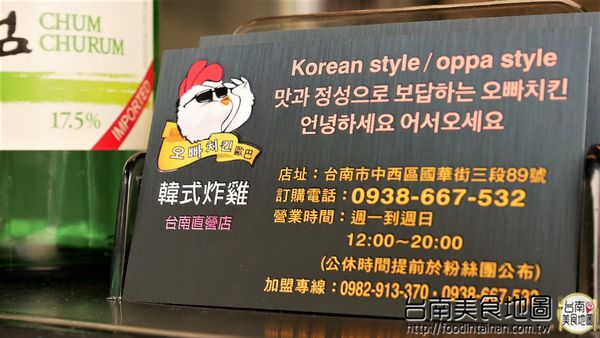 CHUM
CHURUM
17.5%
IMPORTED
Korean style / oppa style
맛과 정성으로 보답하는 오빠치킨
안녕하세요 어서오세요
오빠치킨 歐巴
韓式炸雞
台南直營店
店址：台南市中西區國華街三段89號
訂購電話：0938-667-532
營業時間：週一到週日
12:00~20:00
(公休時間提前於粉絲團公布)
加盟專線：0982-913-370・0938-667-532
台南美食地圖
http://foodintainan.com.tw
台南
美食地圖